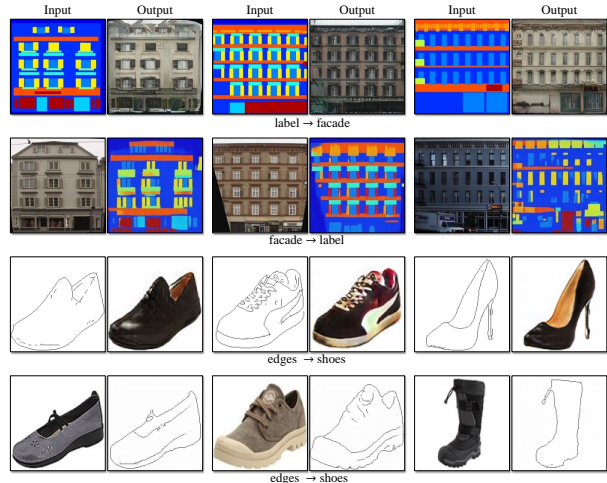 Input Output Input Output Input Output
label → facade
facade → label
edges → shoes
edges → shoes